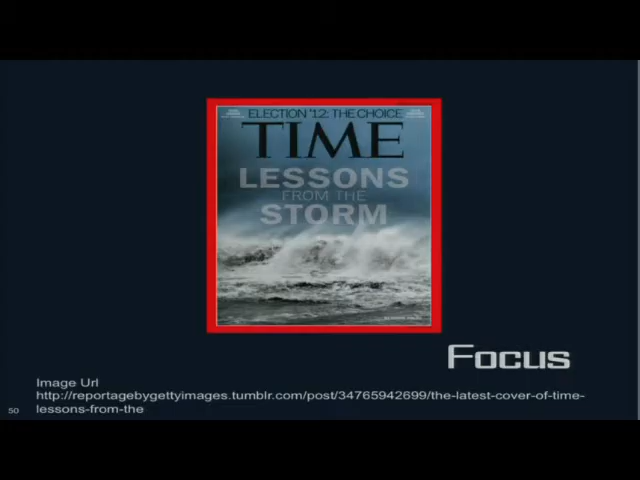 ELECTION '12: THE CHOICE
TIME
LESSONS
FROM THE
STORM
Focus
Image Url
http://reportagebygettyimages.tumblr.com/post/34765942699/the-latest-cover-of-time-
50
lessons-from-the